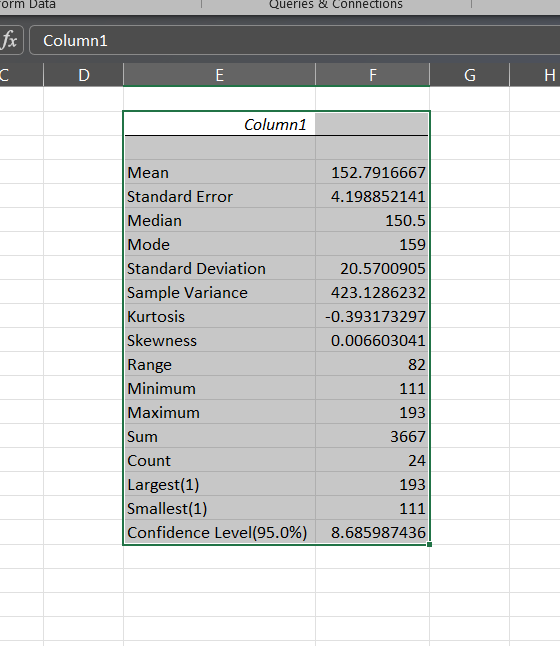 orm Data Queries & Connections
fx Column1
C D E F G H
Column1
Mean 152.7916667
Standard Error 4.198852141
Median 150.5
Mode 159
Standard Deviation 20.5700905
Sample Variance 423.1286232
Kurtosis -0.393173297
Skewness 0.006603041
Range 82
Minimum 111
Maximum 193
Sum 3667
Count 24
Largest(1) 193
Smallest(1) 111
Confidence Level(95.0%) 8.685987436